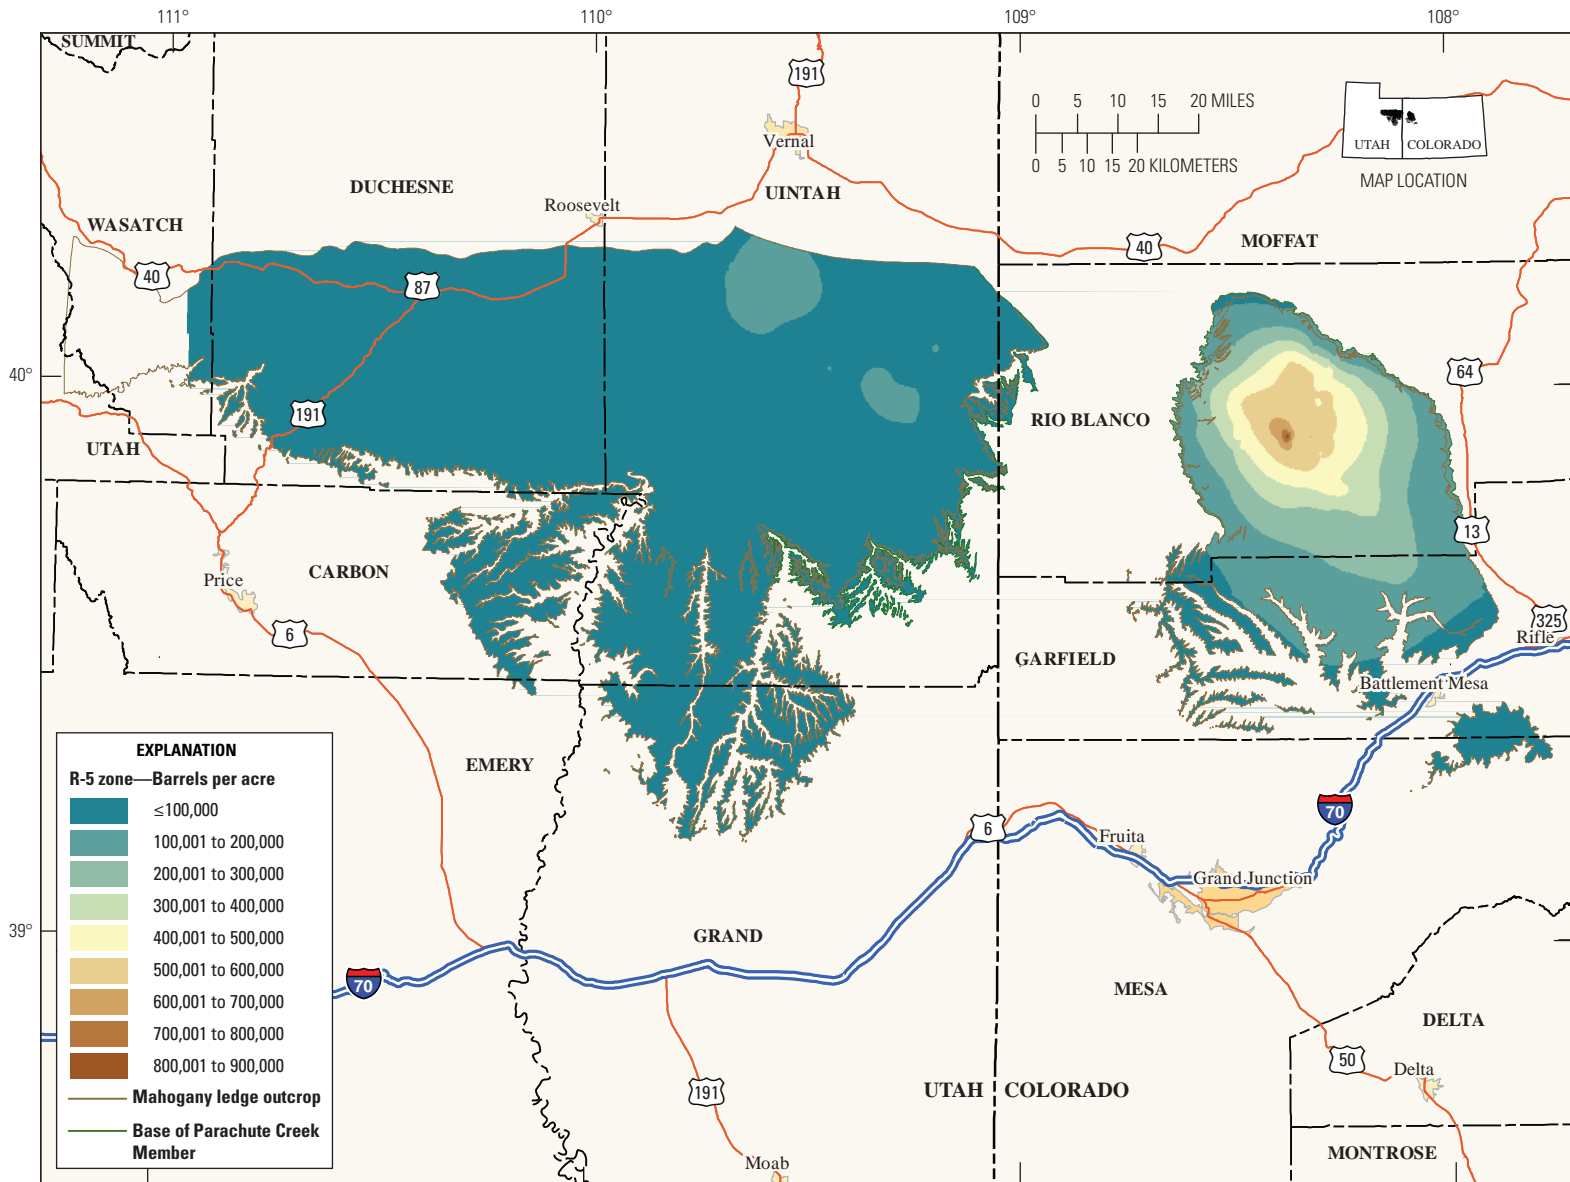 111°
110°
109°
108°
SUMMIT
191
0 5 10 15 20 MILES
0 5 10 15 20 KILOMETERS
UTAH
COLORADO
MAP LOCATION
Vernal
DUCHESNE
UINTAH
Roosevelt
WASATCH
40
40
MOFFAT
87
40°
64
191
RIO BLANCO
UTAH
13
CARBON
Price
6
325
Rifle
GARFIELD
Battlement Mesa
EMERY
EXPLANATION
R-5 zone—Barrels per acre
≤100,000
100,001 to 200,000
200,001 to 300,000
300,001 to 400,000
400,001 to 500,000
500,001 to 600,000
600,001 to 700,000
700,001 to 800,000
800,001 to 900,000
Mahogany ledge outcrop
Base of Parachute Creek
Member
70
6
Fruita
Grand Junction
39°
GRAND
70
MESA
DELTA
50
Delta
191
UTAH
COLORADO
MONTROSE
Moab